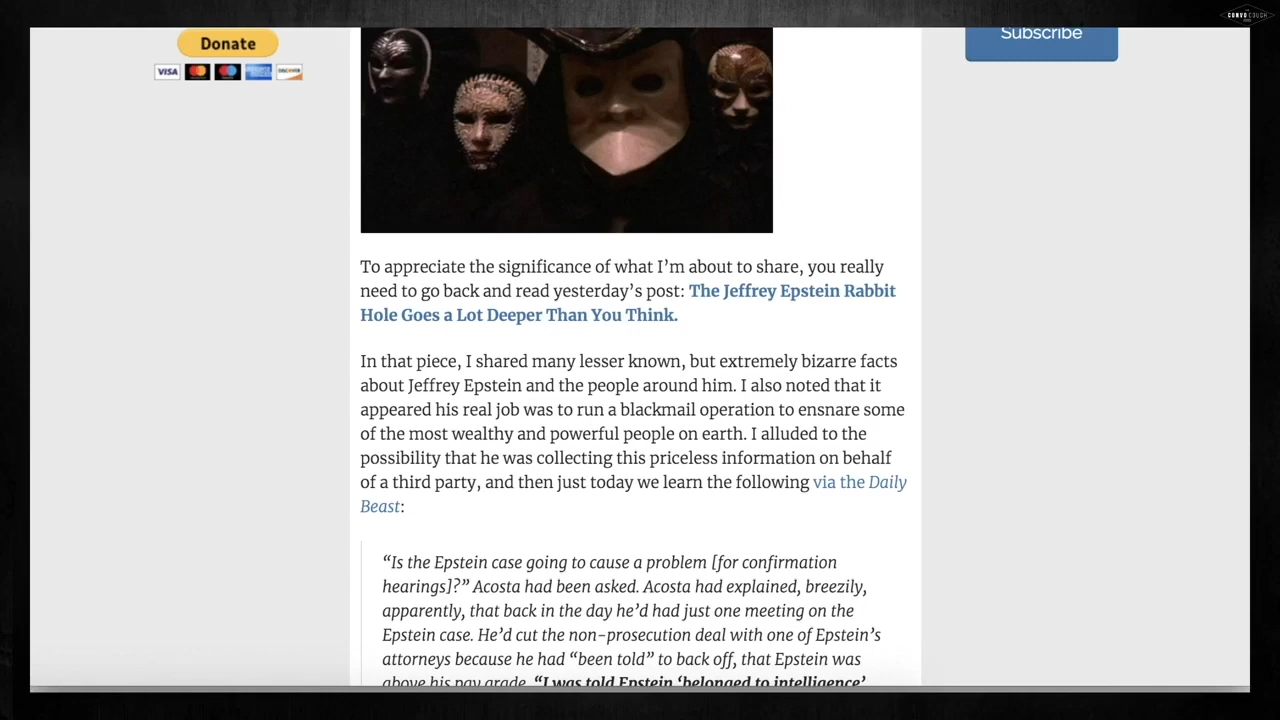 CONVO COUCH
Donate
Subscribe
VISA
DISCOVER
To appreciate the significance of what I’m about to share, you really
need to go back and read yesterday’s post: The Jeffrey Epstein Rabbit
Hole Goes a Lot Deeper Than You Think.
In that piece, I shared many lesser known, but extremely bizarre facts
about Jeffrey Epstein and the people around him. I also noted that it
appeared his real job was to run a blackmail operation to ensnare some
of the most wealthy and powerful people on earth. I alluded to the
possibility that he was collecting this priceless information on behalf
of a third party, and then just today we learn the following via the Daily
Beast:
“Is the Epstein case going to cause a problem [for confirmation
hearings]?” Acosta had been asked. Acosta had explained, breezily,
apparently, that back in the day he’d had just one meeting on the
Epstein case. He’d cut the non-prosecution deal with one of Epstein’s
attorneys because he had “been told” to back off, that Epstein was
above his pay grade. “I was told Epstein ‘belonged to intelligence’